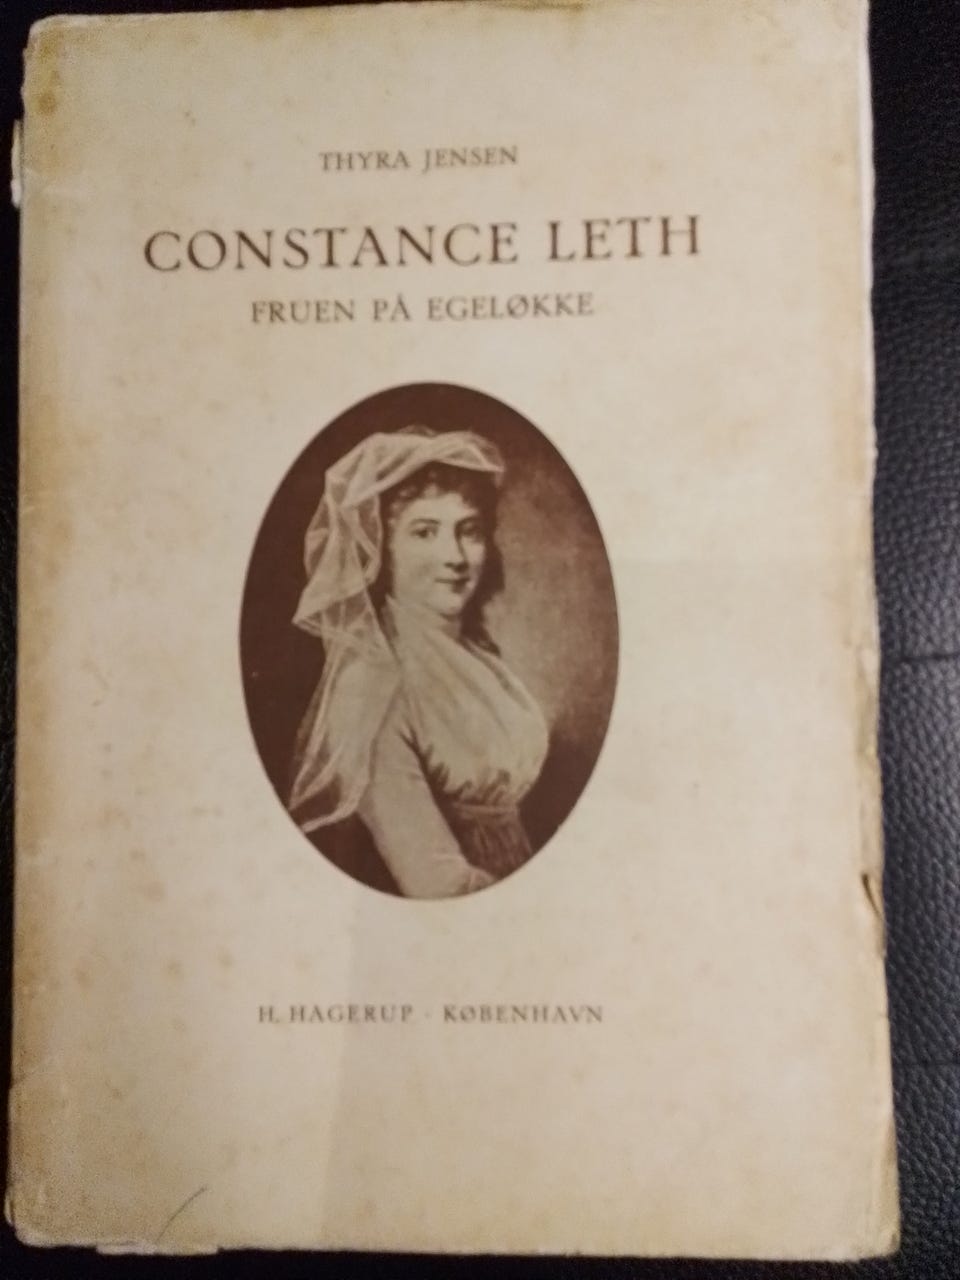 THYRA JENSEN
CONSTANCE LETH
FRUEN PÅ EGELØKKE
H. HAGERUP · KØBENHAVN